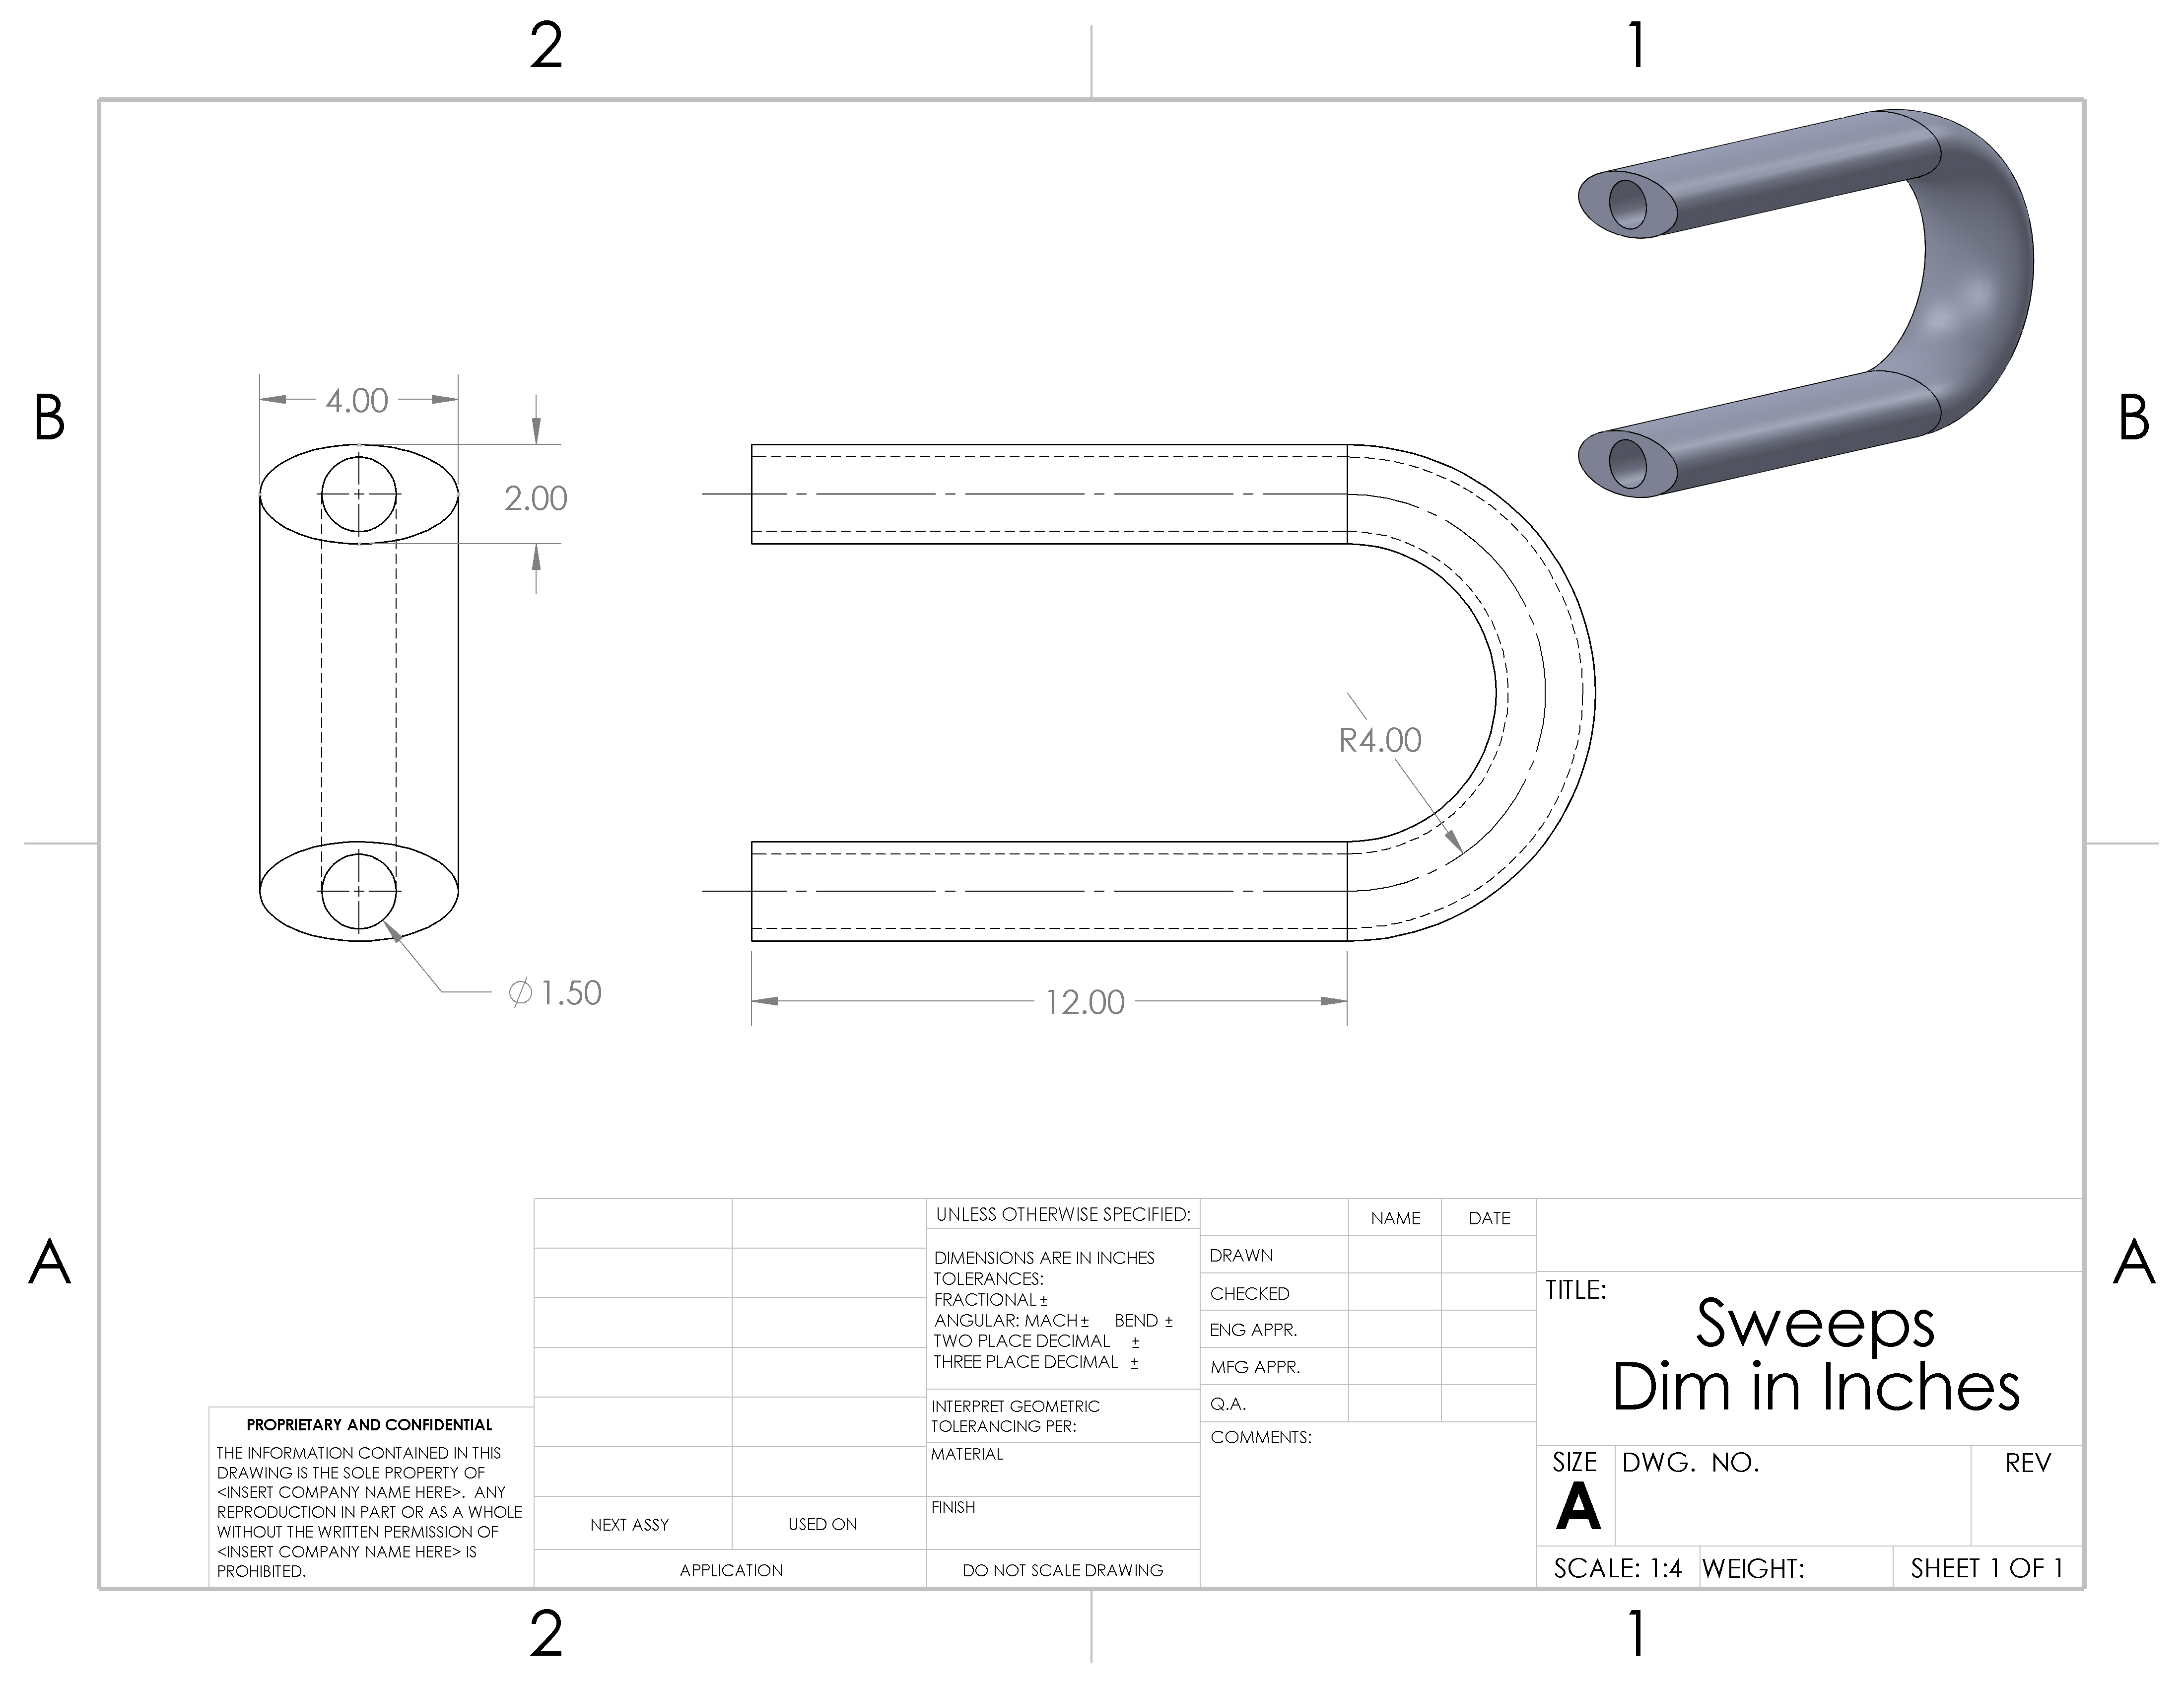 2
1
B
B
4.00
2.00
R4.00
∅1.50
12.00
A
A
UNLESS OTHERWISE SPECIFIED:
DIMENSIONS ARE IN INCHES
TOLERANCES:
FRACTIONAL ±
ANGULAR: MACH ± BEND ±
TWO PLACE DECIMAL ±
THREE PLACE DECIMAL ±
INTERPRET GEOMETRIC
TOLERANCING PER:
MATERIAL
FINISH
DO NOT SCALE DRAWING
NAME DATE
DRAWN
CHECKED
ENG APPR.
MFG APPR.
Q.A.
COMMENTS:
TITLE:
Sweeps
Dim in Inches
SIZE DWG. NO. REV
A
SCALE: 1:4 WEIGHT: SHEET 1 OF 1
PROPRIETARY AND CONFIDENTIAL
THE INFORMATION CONTAINED IN THIS
DRAWING IS THE SOLE PROPERTY OF
<INSERT COMPANY NAME HERE>. ANY
REPRODUCTION IN PART OR AS A WHOLE
WITHOUT THE WRITTEN PERMISSION OF
<INSERT COMPANY NAME HERE> IS
PROHIBITED.
NEXT ASSY USED ON
APPLICATION
2
1